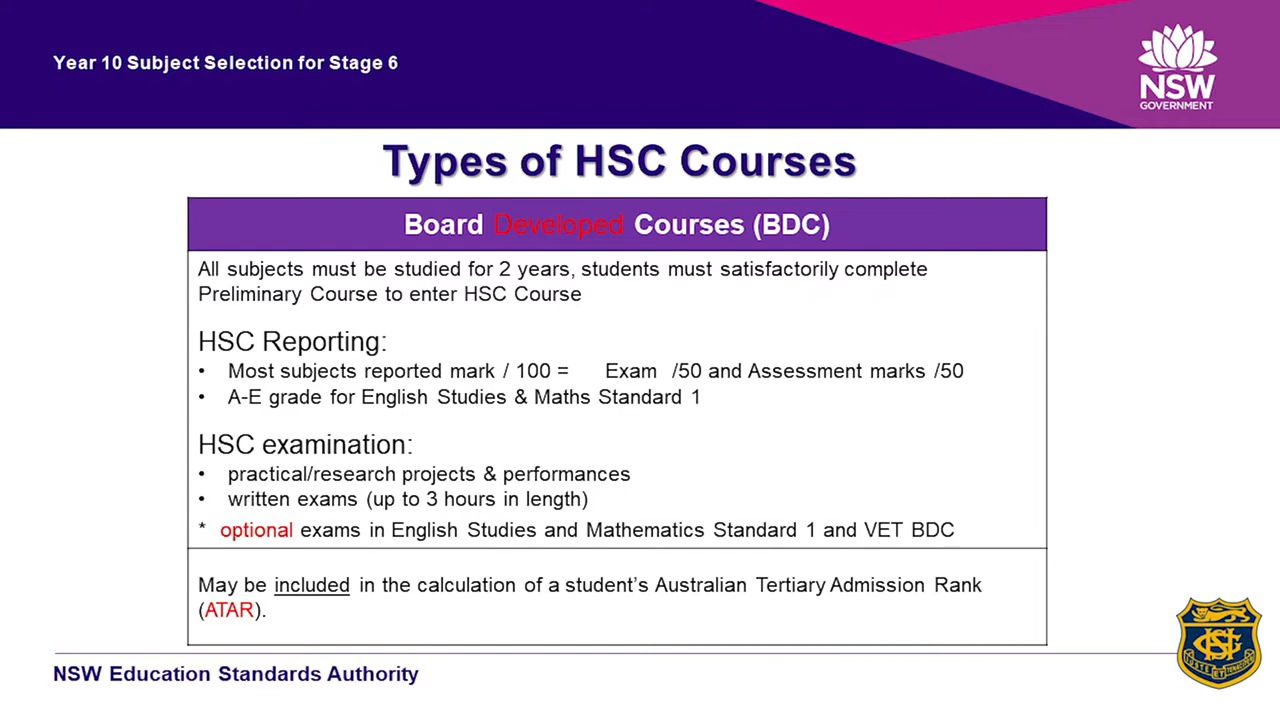 Year 10 Subject Selection for Stage 6
NSW
GOVERNMENT
Types of HSC Courses
Board Developed Courses (BDC)
All subjects must be studied for 2 years, students must satisfactorily complete
Preliminary Course to enter HSC Course
HSC Reporting:
• Most subjects reported mark / 100 = Exam /50 and Assessment marks /50
• A-E grade for English Studies & Maths Standard 1
HSC examination:
• practical/research projects & performances
• written exams (up to 3 hours in length)
* optional exams in English Studies and Mathematics Standard 1 and VET BDC
May be included in the calculation of a student's Australian Tertiary Admission Rank
(ATAR).
NSW Education Standards Authority